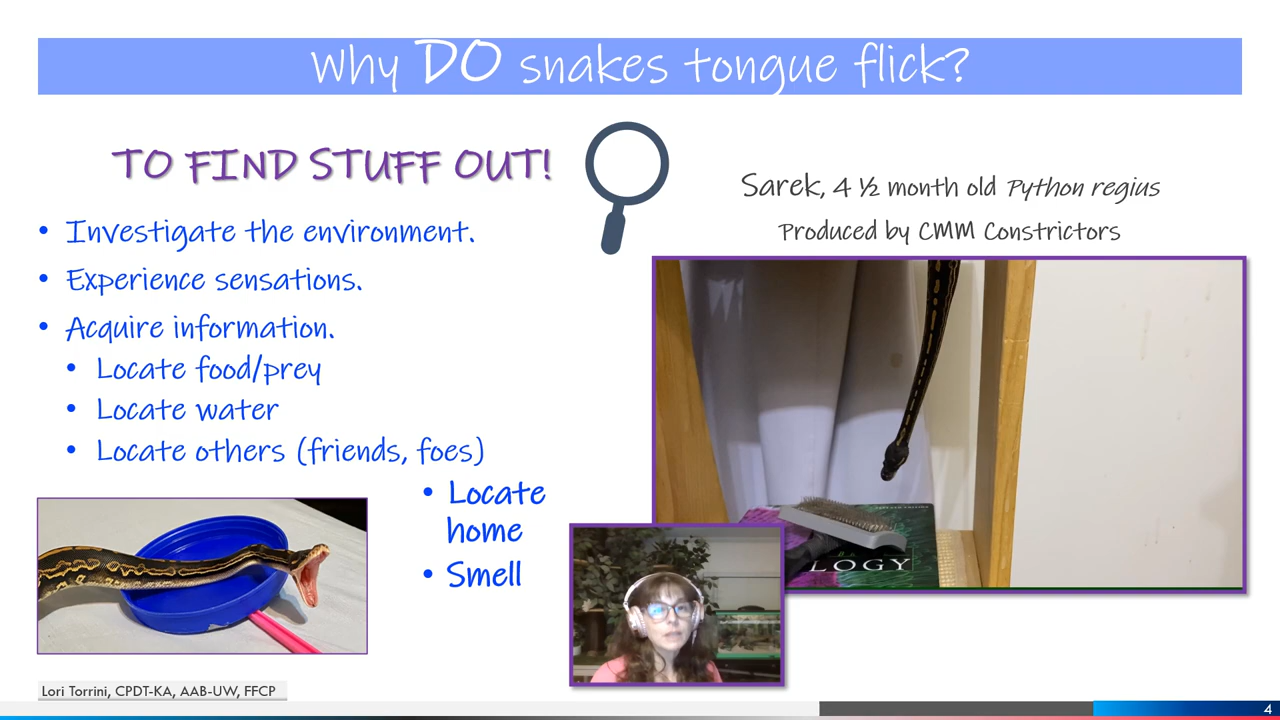 Why DO snakes tongue flick?
TO FIND STUFF OUT!
• Investigate the environment.
• Experience sensations.
• Acquire information.
• Locate food/prey
• Locate water
• Locate others (friends, foes)
• Locate
home
• Smell
Sarek, 4 ½ month old Python regius
Produced by CMM Constrictors
LOGY
Lori Torrini, CPDT-KA, AAB-UW, FFCP
4